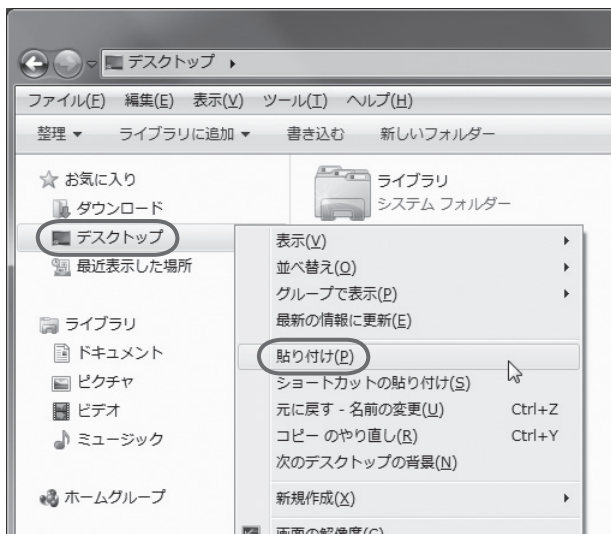 デスクトップ
ファイル(F) 編集(E) 表示(V) ツール(T) ヘルプ(H)
整理 ライブラリに追加 書き込む 新しいフォルダー
お気に入り
ダウンロード
デスクトップ
最近表示した場所
ライブラリ
ドキュメント
ピクチャ
ビデオ
ミュージック
ホームグループ
ライブラリ
システム フォルダー
表示(V)
並べ替え(O)
グループで表示(P)
最新の情報に更新(E)
貼り付け(P)
ショートカットの貼り付け(S)
元に戻す - 名前の変更(U) Ctrl+Z
コピー のやり直し(R) Ctrl+Y
次のデスクトップの背景(N)
新規作成(X)
画面の解像度(C)